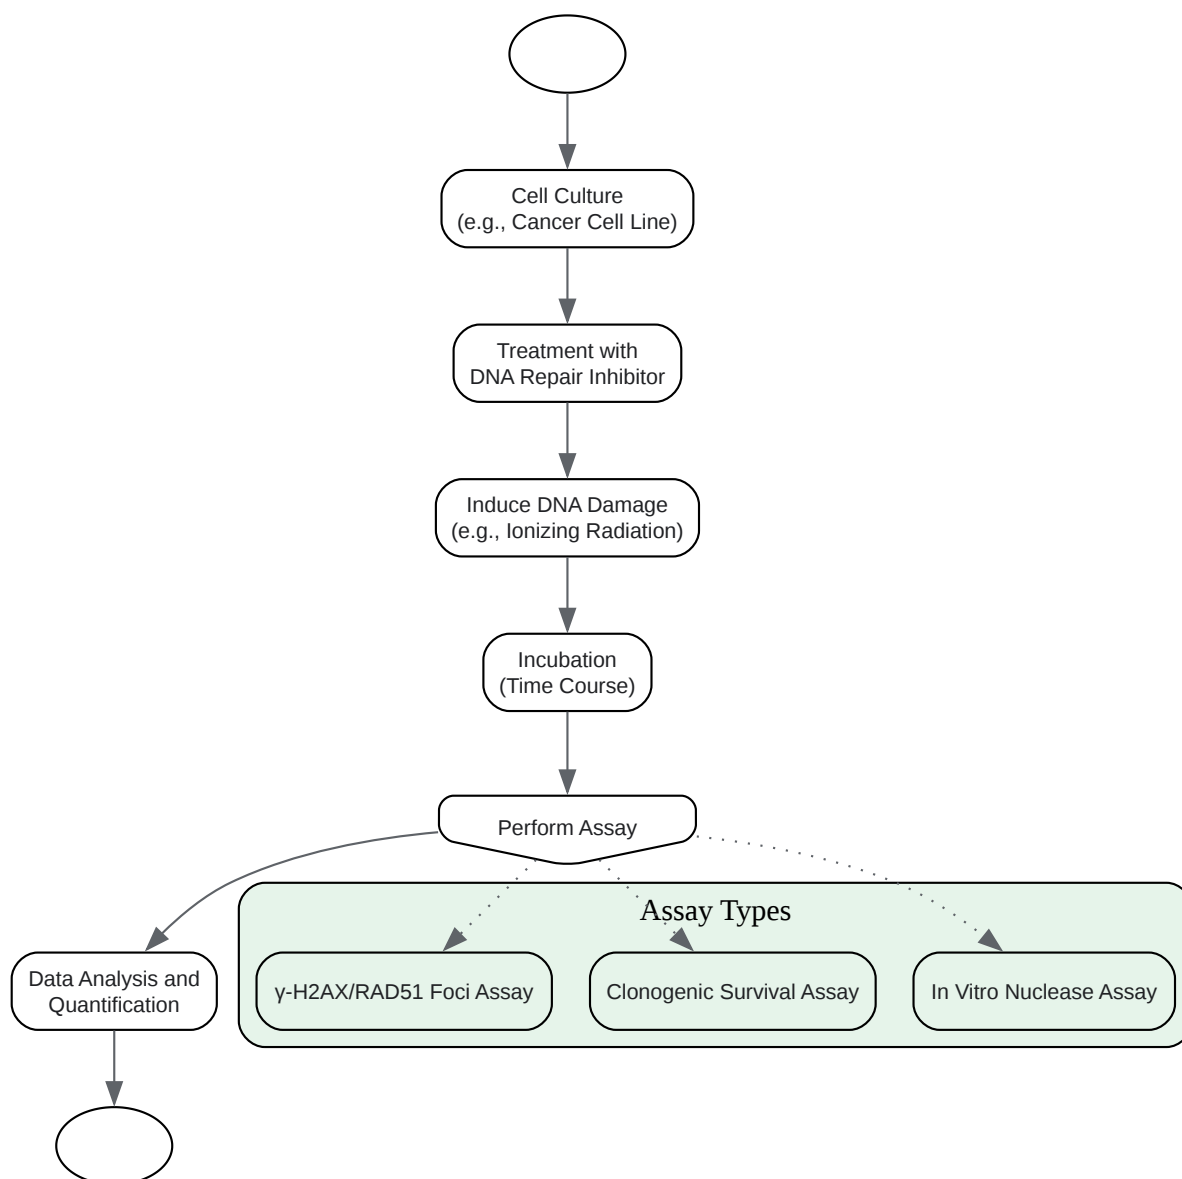 Cell Culture
(e.g., Cancer Cell Line)
Treatment with
DNA Repair Inhibitor
Induce DNA Damage
(e.g., Ionizing Radiation)
Incubation
(Time Course)
Perform Assay
Assay Types
Data Analysis and
Quantification
γ-H2AX/RAD51 Foci Assay
Clonogenic Survival Assay
In Vitro Nuclease Assay